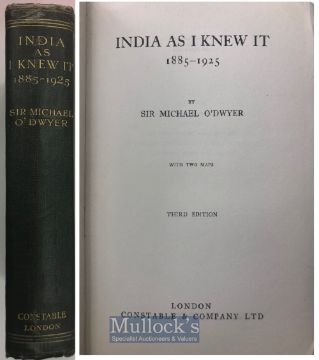 INDIA
AS
I KNEW IT
1885-1925
SIR MICHAEL
O'DWYER
CONSTABLE
LONDON
INDIA AS I KNEW IT
1885-1925
BY
SIR MICHAEL O'DWYER
WITH TWO MAPS
THIRD EDITION
LONDON
CONSTABLE & COMPANY LTD
Mullock's
Specialist Auctioneers & Valuers